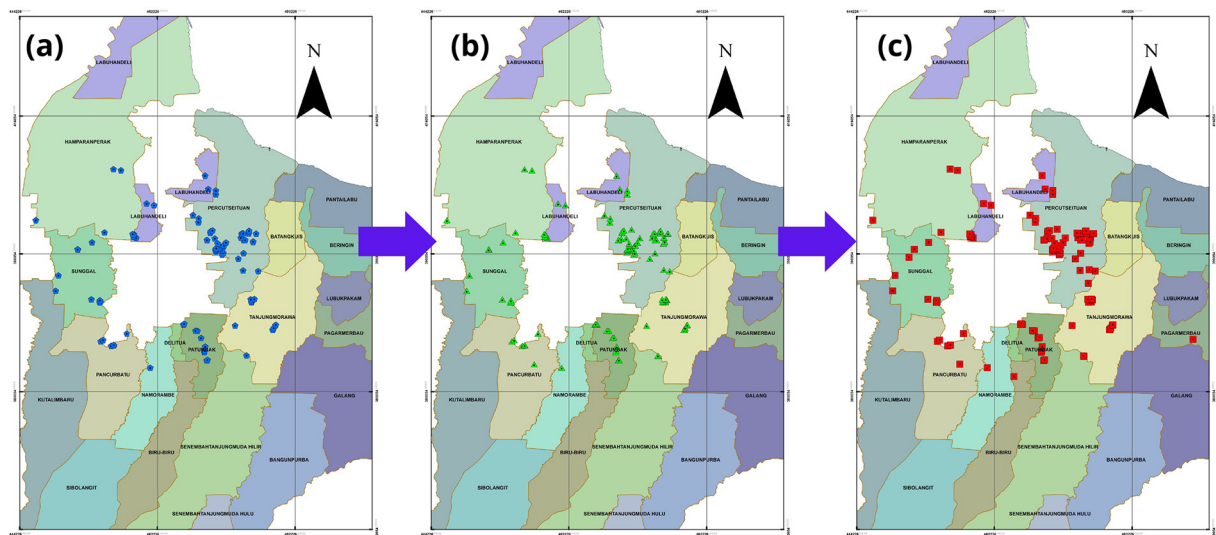 (a)
N
LABUHANDELI
HAMPARANPERAK
LABUHANDELI
LABUHANDELI
PERCUTSEITUAN
PANTAILABU
BATANGKUIS
BERINGIN
SUNGGAL
LUBUKPAKAM
TANJUNGMORAWA
PAGARMERBAU
DELITUA
PATUMBAK
PANCURBATU
KUTALIMBARU
NAMORAMBE
GALANG
SENEMBAHTANJUNGMUDA HILIR
BIRU-BIRU
BANGUNPURBA
SIBOLANGIT
SENEMBAHTANJUNGMUDA HULU
(b)
N
LABUHANDELI
HAMPARANPERAK
LABUHANDELI
LABUHANDELI
PERCUTSEITUAN
PANTAILABU
BATANGKUIS
BERINGIN
SUNGGAL
LUBUKPAKAM
TANJUNGMORAWA
PAGARMERBAU
DELITUA
PATUMBAK
PANCURBATU
KUTALIMBARU
NAMORAMBE
GALANG
SENEMBAHTANJUNGMUDA HILIR
BIRU-BIRU
BANGUNPURBA
SIBOLANGIT
SENEMBAHTANJUNGMUDA HULU
(c)
N
LABUHANDELI
HAMPARANPERAK
LABUHANDELI
LABUHANDELI
PERCUTSEITUAN
PANTAILABU
BATANGKUIS
BERINGIN
SUNGGAL
LUBUKPAKAM
TANJUNGMORAWA
PAGARMERBAU
DELITUA
PATUMBAK
PANCURBATU
KUTALIMBARU
NAMORAMBE
GALANG
SENEMBAHTANJUNGMUDA HILIR
BIRU-BIRU
BANGUNPURBA
SIBOLANGIT
SENEMBAHTANJUNGMUDA HULU